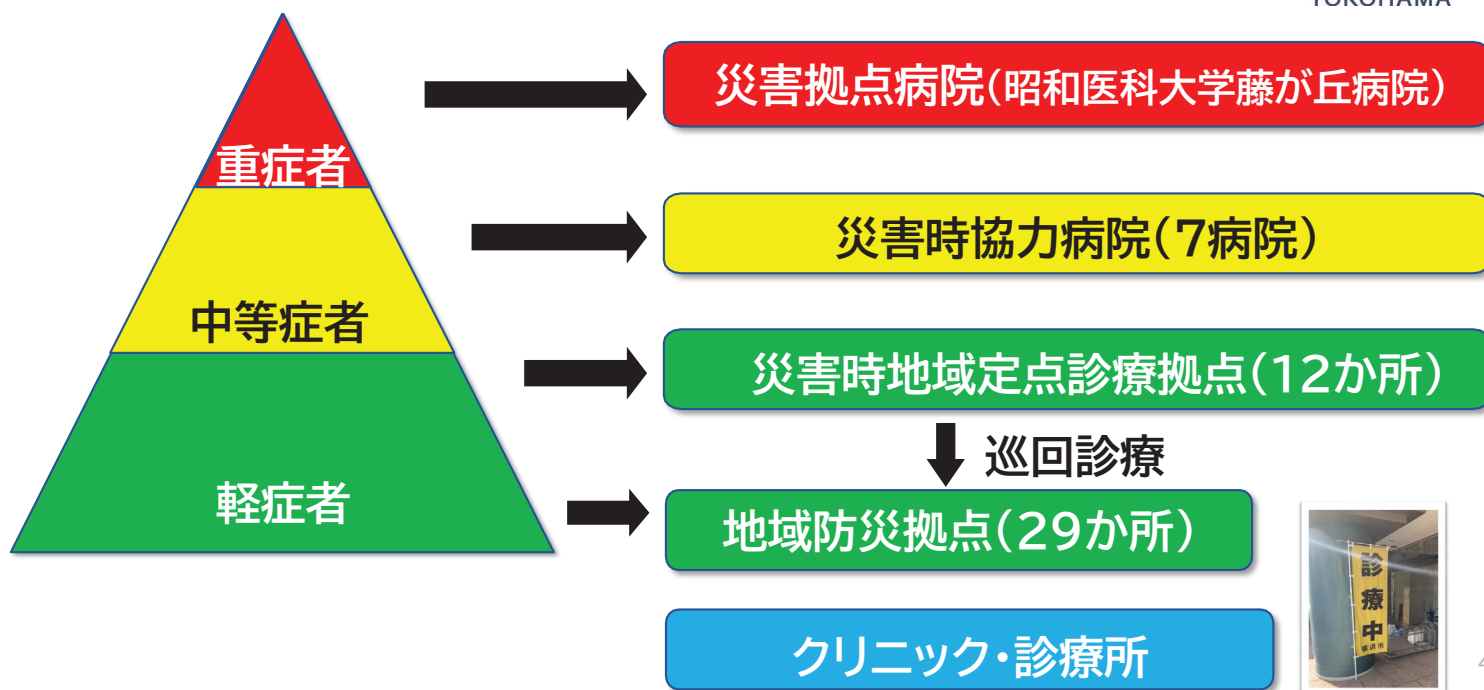 YOKOHAMA
災害拠点病院(昭和医科大学藤が丘病院)
重症者
災害時協力病院(7病院)
中等症者
災害時地域定点診療拠点(12か所)
巡回診療
軽症者
地域防災拠点(29か所)
診療中
横浜市
クリニック・診療所
4